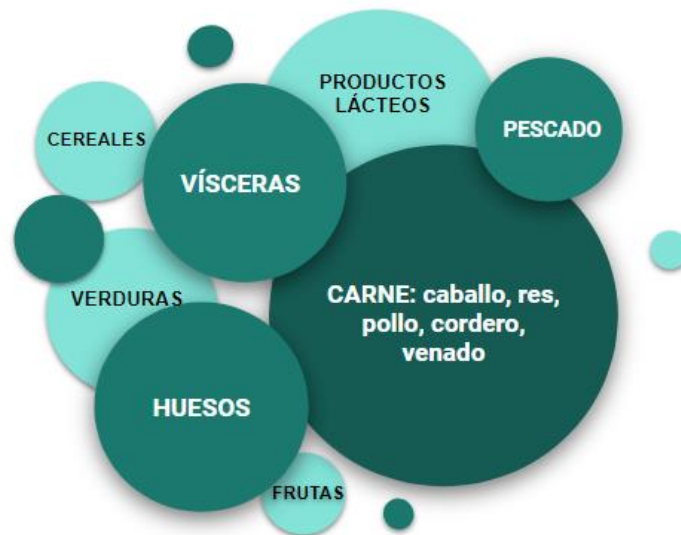 PRODUCTOS
LÁCTEOS
PESCADO
CEREALES
VÍSCERAS
VERDURAS
CARNE: caballo, res,
pollo, cordero,
venado
HUESOS
FRUTAS